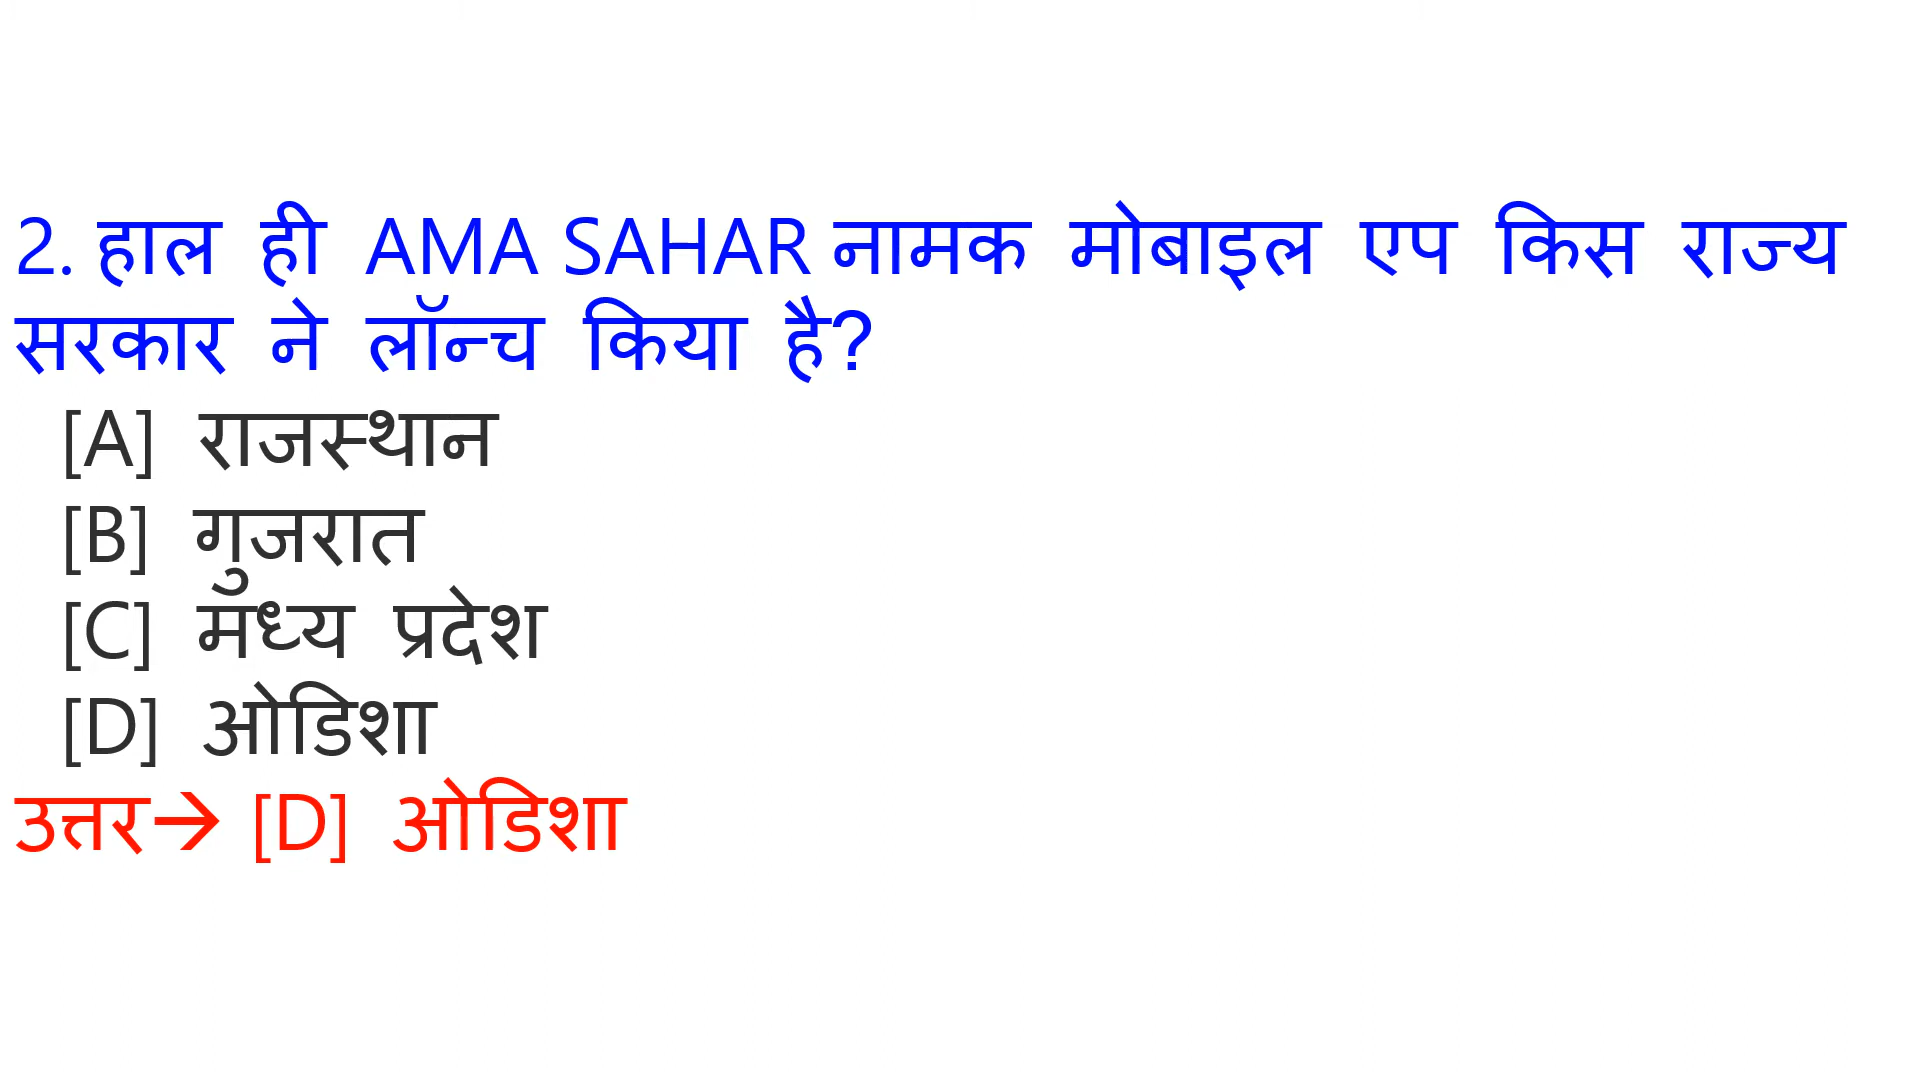 2. हाल ही AMA SAHAR नामक मोबाइल एप किस राज्य
सरकार ने लॉन्च किया है?
[A] राजस्थान
[B] गुजरात
[C] मध्य प्रदेश
[D] ओडिशा
उत्तर→ [D] ओडिशा